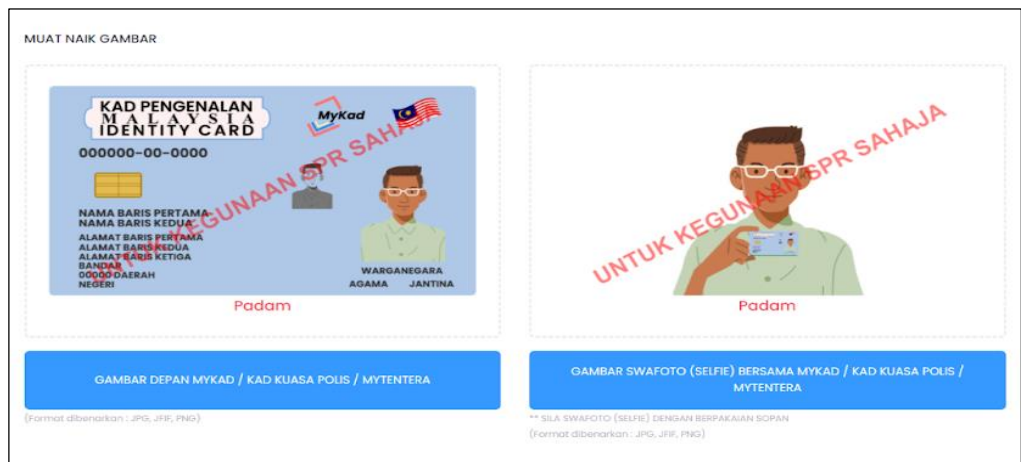 MUAT NAIK GAMBAR
KAD PENGENALAN
MALAYSIA
IDENTITY CARD
MyKad
000000-00-0000
NAMA BARIS PERTAMA
NAMA BARIS KEDUA
ALAMAT BARIS PERTAMA
ALAMAT BARIS KEDUA
ALAMAT BARIS KETIGA
BANDAR
00000 DAERAH
NEGERI
WARGANEGARA
AGAMA JANTINA
UNTUK KEGUNAAN SPR SAHAJA
Padam
GAMBAR DEPAN MYKAD / KAD KUASA POLIS / MYTENTERA
(Format dibenarkan : JPG, JFIF, PNG)
UNTUK KEGUNAAN SPR SAHAJA
Padam
GAMBAR SWAFOTO (SELFIE) BERSAMA MYKAD / KAD KUASA POLIS /
MYTENTERA
** SILA SWAFOTO (SELFIE) DENGAN BERPAKAIAN SOPAN
(Format dibenarkan : JPG, JFIF, PNG)